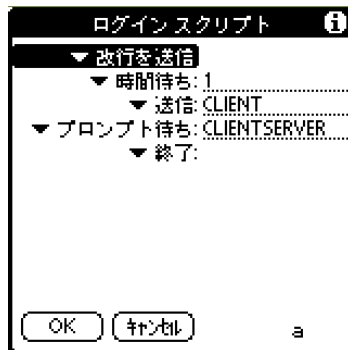 ログイン スクリプト i
▼ 改行を送信
▼ 時間待ち: 1
▼ 送信: CLIENT
▼ プロンプト待ち: CLIENTSERVER
▼ 終了:
OK キャンセル a